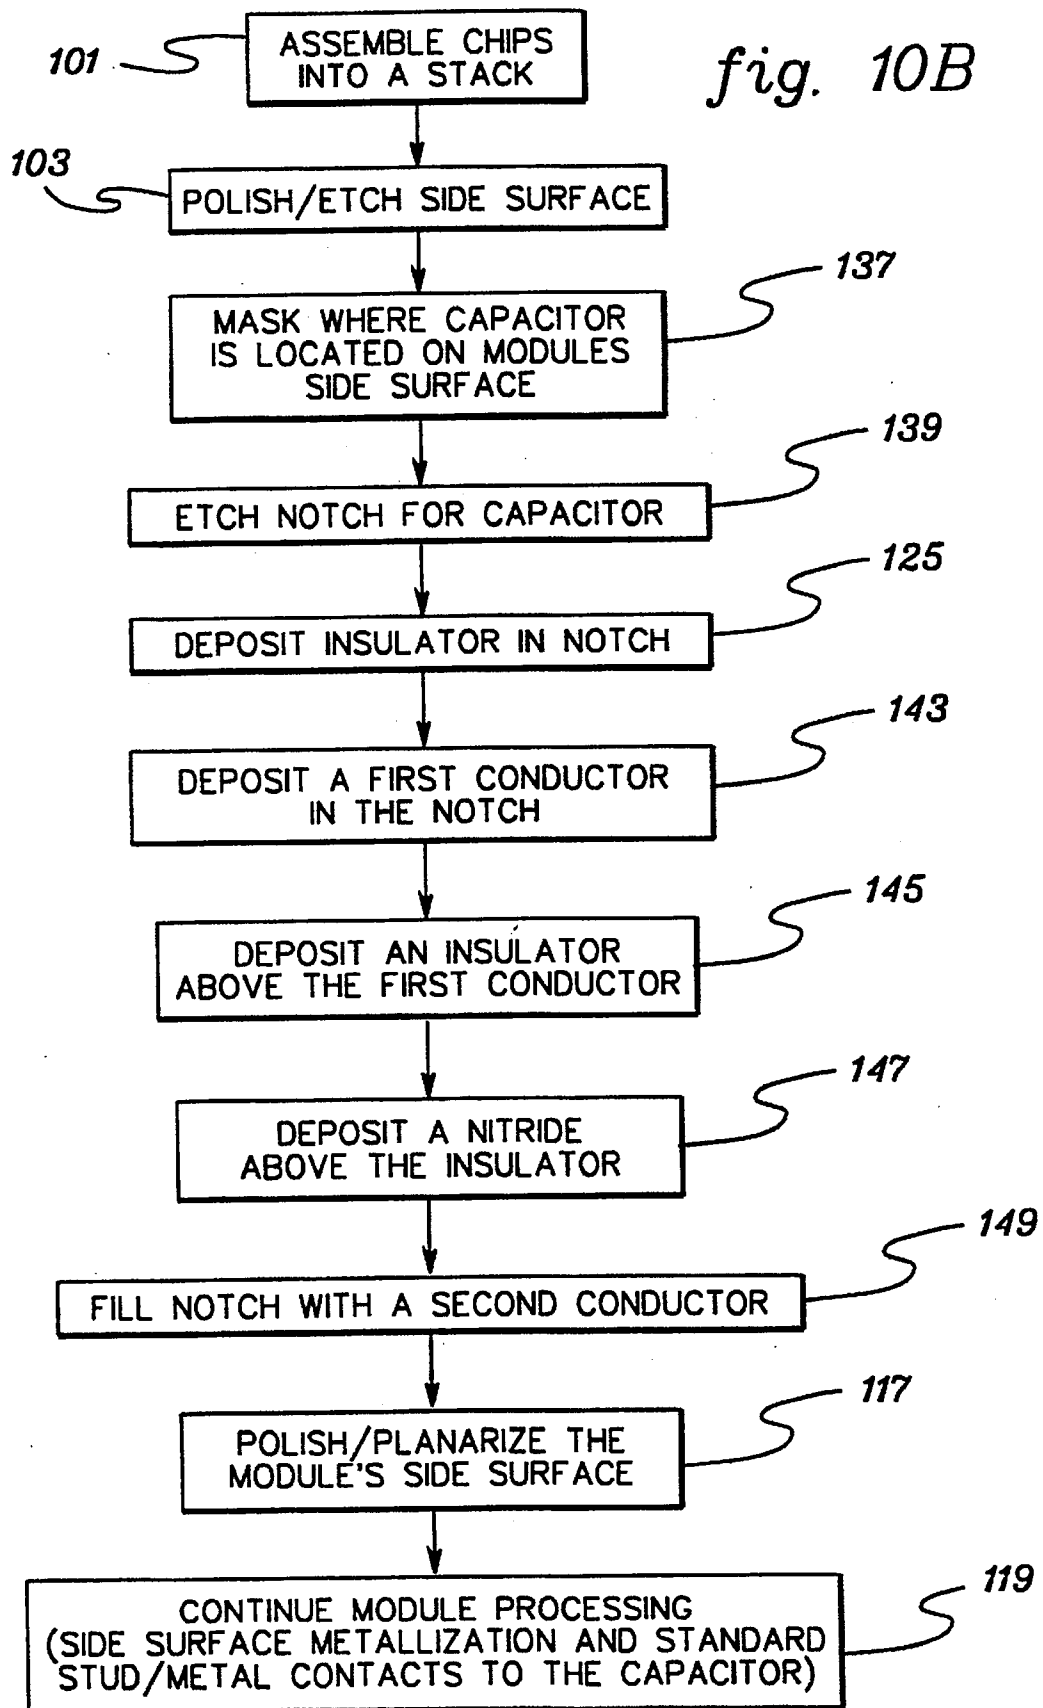 fig. 10B
101
ASSEMBLE CHIPS
INTO A STACK
103
POLISH/ETCH SIDE SURFACE
137
MASK WHERE CAPACITOR
IS LOCATED ON MODULES
SIDE SURFACE
139
ETCH NOTCH FOR CAPACITOR
125
DEPOSIT INSULATOR IN NOTCH
143
DEPOSIT A FIRST CONDUCTOR
IN THE NOTCH
145
DEPOSIT AN INSULATOR
ABOVE THE FIRST CONDUCTOR
147
DEPOSIT A NITRIDE
ABOVE THE INSULATOR
149
FILL NOTCH WITH A SECOND CONDUCTOR
117
POLISH/PLANARIZE THE
MODULE'S SIDE SURFACE
119
CONTINUE MODULE PROCESSING
(SIDE SURFACE METALLIZATION AND STANDARD
STUD/METAL CONTACTS TO THE CAPACITOR)